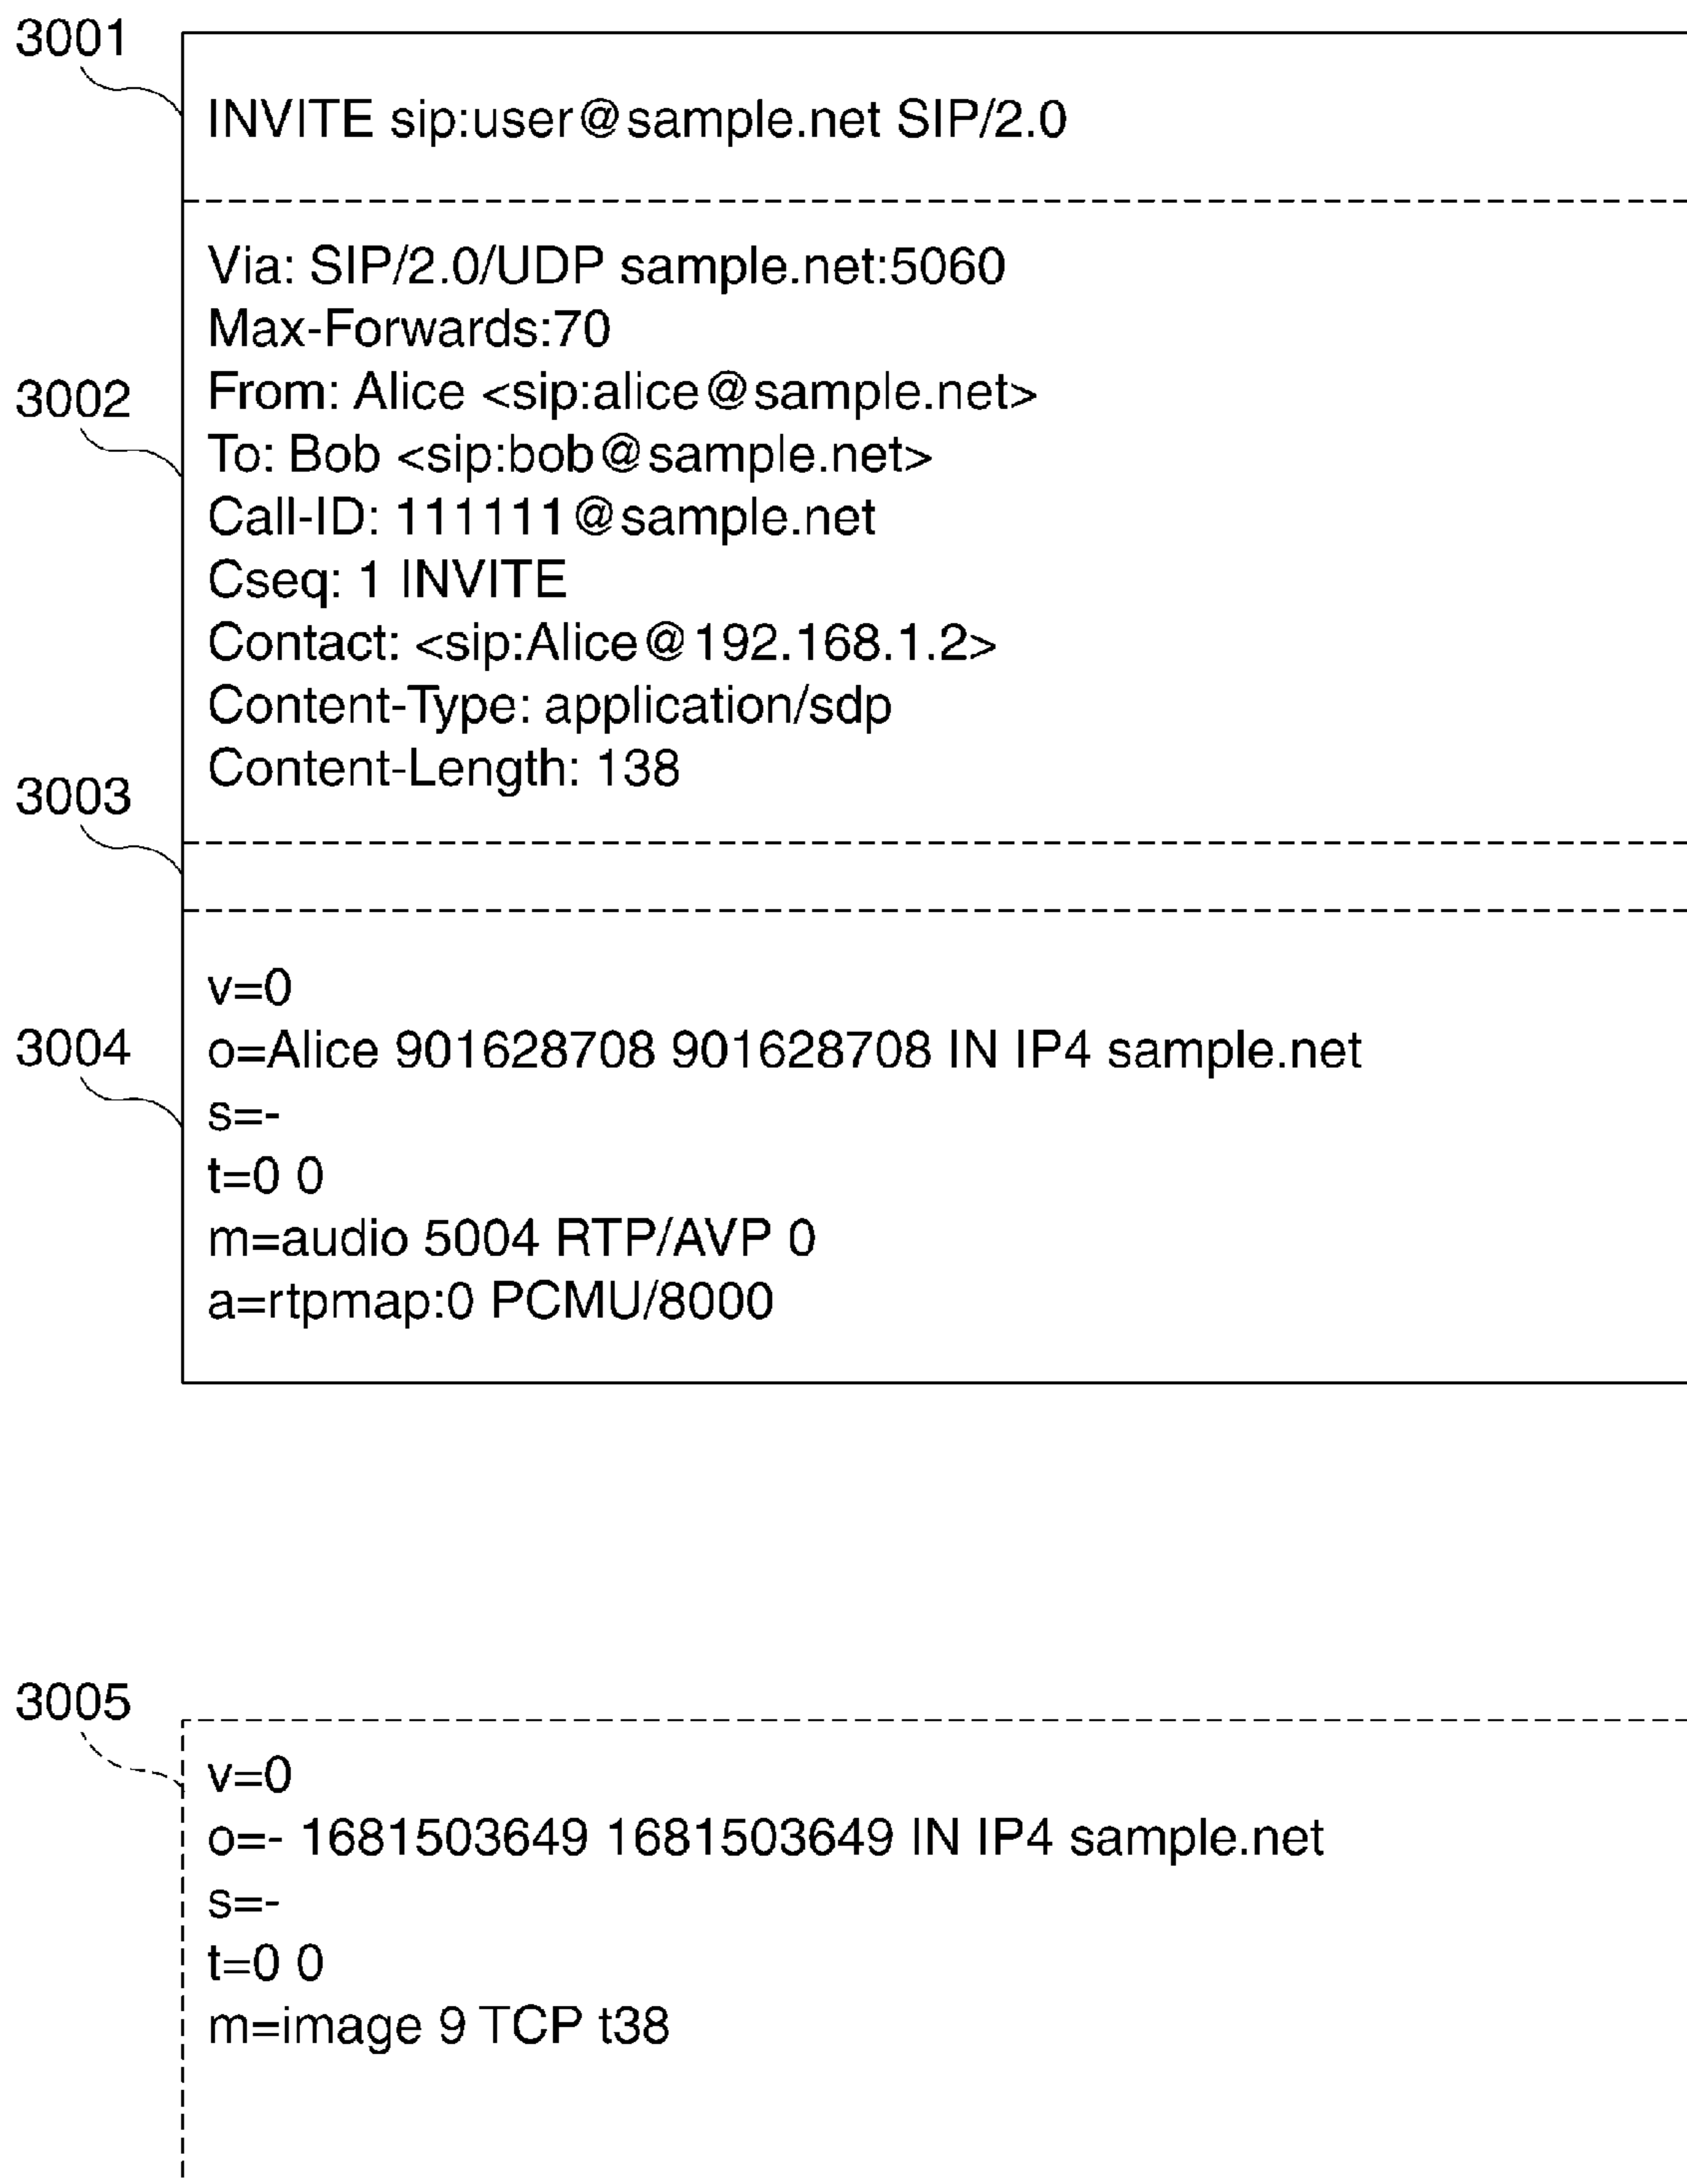 3001
INVITE sip:user@sample.net SIP/2.0
Via: SIP/2.0/UDP sample.net:5060
Max-Forwards:70
3002
From: Alice <sip:alice@sample.net>
To: Bob <sip:bob@sample.net>
Call-ID: 111111@sample.net
Cseq: 1 INVITE
Contact: <sip:Alice@192.168.1.2>
Content-Type: application/sdp
Content-Length: 138
3003
v=0
3004
o=Alice 901628708 901628708 IN IP4 sample.net
s=-
t=0 0
m=audio 5004 RTP/AVP 0
a=rtpmap:0 PCMU/8000
3005
v=0
o=- 1681503649 1681503649 IN IP4 sample.net
s=-
t=0 0
m=image 9 TCP t38